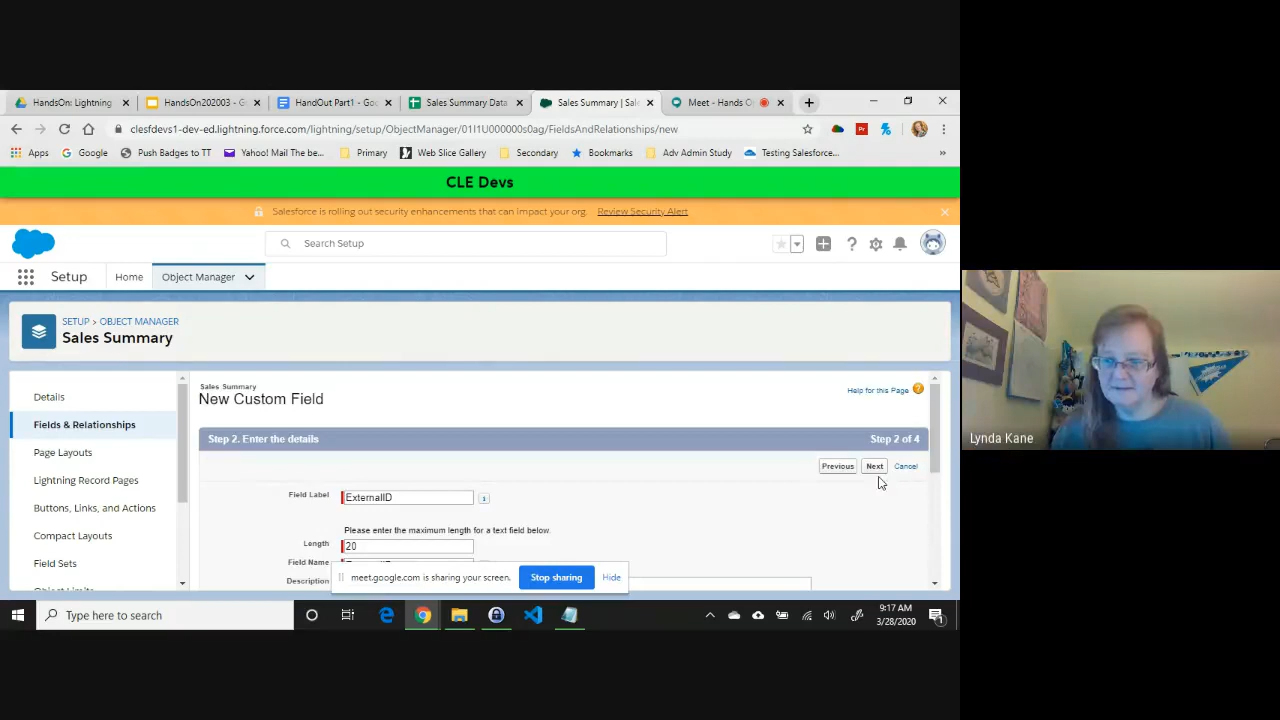 HandsOn: Lightning
HandsOn202003 - G
HandOut Part1 - Goo
Sales Summary Data
Sales Summary | Sale
Meet - Hands O
clesfdevs1-dev-ed.lightning.force.com/lightning/setup/ObjectManager/01I1U000000s0ag/FieldsAndRelationships/new
Apps
Google
Push Badges to TT
Yahoo! Mail The be...
Primary
Web Slice Gallery
Secondary
Bookmarks
Adv Admin Study
Testing Salesforce...
CLE Devs
Salesforce is rolling out security enhancements that can impact your org. Review Security Alert
Search Setup
Setup
Home
Object Manager
SETUP > OBJECT MANAGER
Sales Summary
Details
Fields & Relationships
Page Layouts
Lightning Record Pages
Buttons, Links, and Actions
Compact Layouts
Field Sets
Sales Summary
New Custom Field
Help for this Page
Step 2. Enter the details
Step 2 of 4
Previous
Next
Cancel
Field Label
ExternalID
Please enter the maximum length for a text field below.
Length
20
Field Name
Description
meet.google.com is sharing your screen.
Stop sharing
Hide
Type here to search
9:17 AM
3/28/2020
Lynda Kane